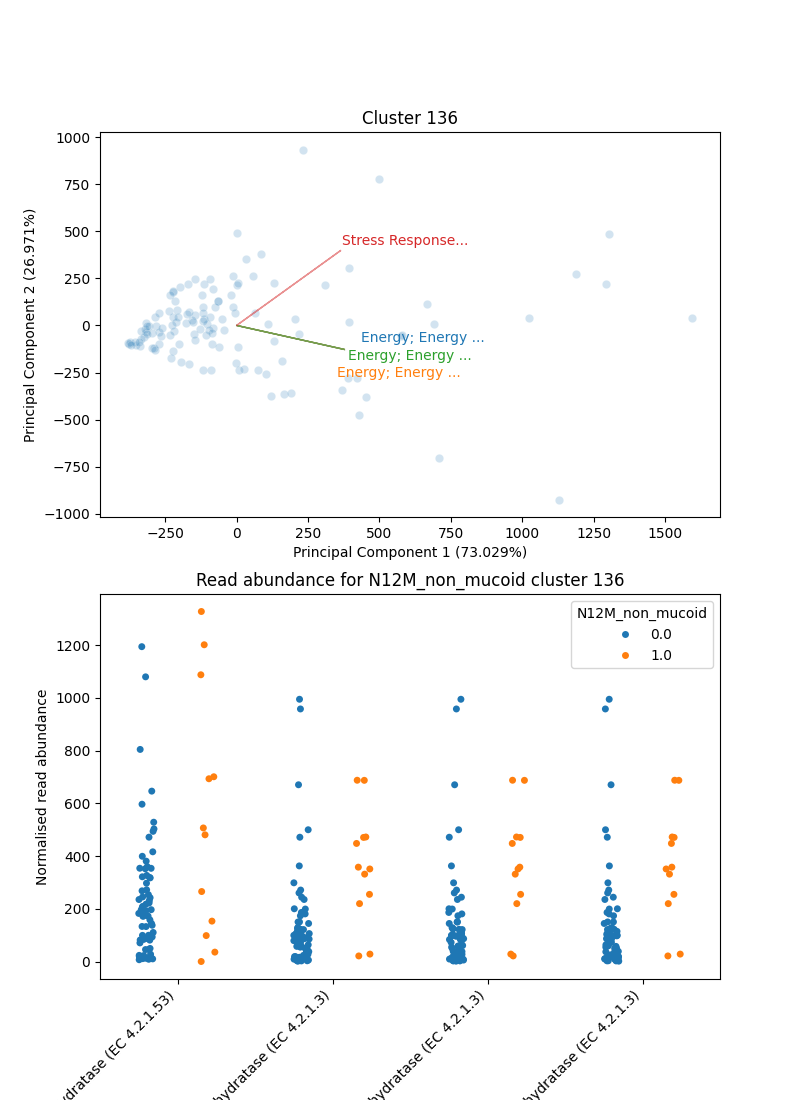 Cluster 136
1000
750
500
250
0
−250
−500
−750
−1000
Principal Component 2 (26.971%)
Stress Response...
Energy; Energy ...
Energy; Energy ...
Energy; Energy ...
−250 0 250 500 750 1000 1250 1500
Principal Component 1 (73.029%)
Read abundance for N12M_non_mucoid cluster 136
N12M_non_mucoid
0.0
1.0
1200
1000
800
600
400
200
0
Normalised read abundance
(EC 4.2.1.53)
(EC 4.2.1.3)
(EC 4.2.1.3)
(EC 4.2.1.3)